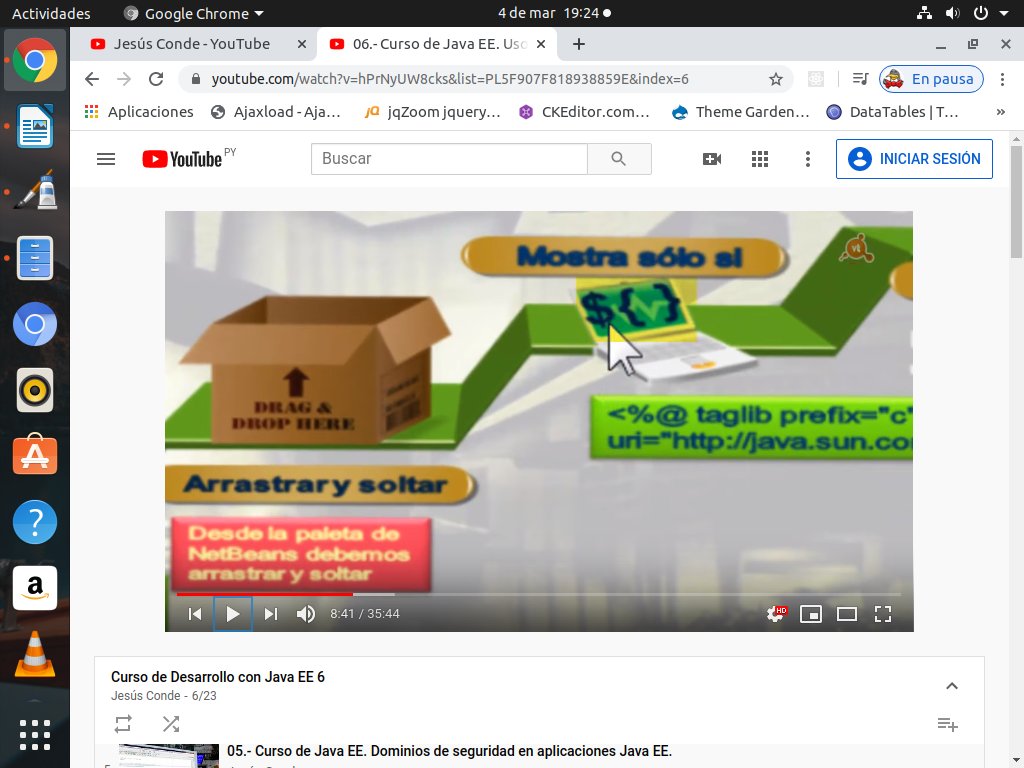 Actividades
Google Chrome
4 de mar 19:24
Jesús Conde - YouTube
06.- Curso de Java EE. Uso
youtube.com/watch?v=hPrNyUW8cks&list=PL5F907F818938859E&index=6
En pausa
Aplicaciones
Ajaxload - Aja...
jqZoom jquery...
CKEditor.com...
Theme Garden...
DataTables | T...
»
YouTube PY
Buscar
INICIAR SESIÓN
Mostra sólo si
vt
${ }
DRAG &
DROP HERE
<%@ taglib prefix="c"
uri="http://java.sun.co
Arrastrar y soltar
Desde la paleta de
NetBeans debemos
arrastrar y soltar
8:41 / 35:44
HD
Curso de Desarrollo con Java EE 6
Jesús Conde - 6/23
05.- Curso de Java EE. Dominios de seguridad en aplicaciones Java EE.